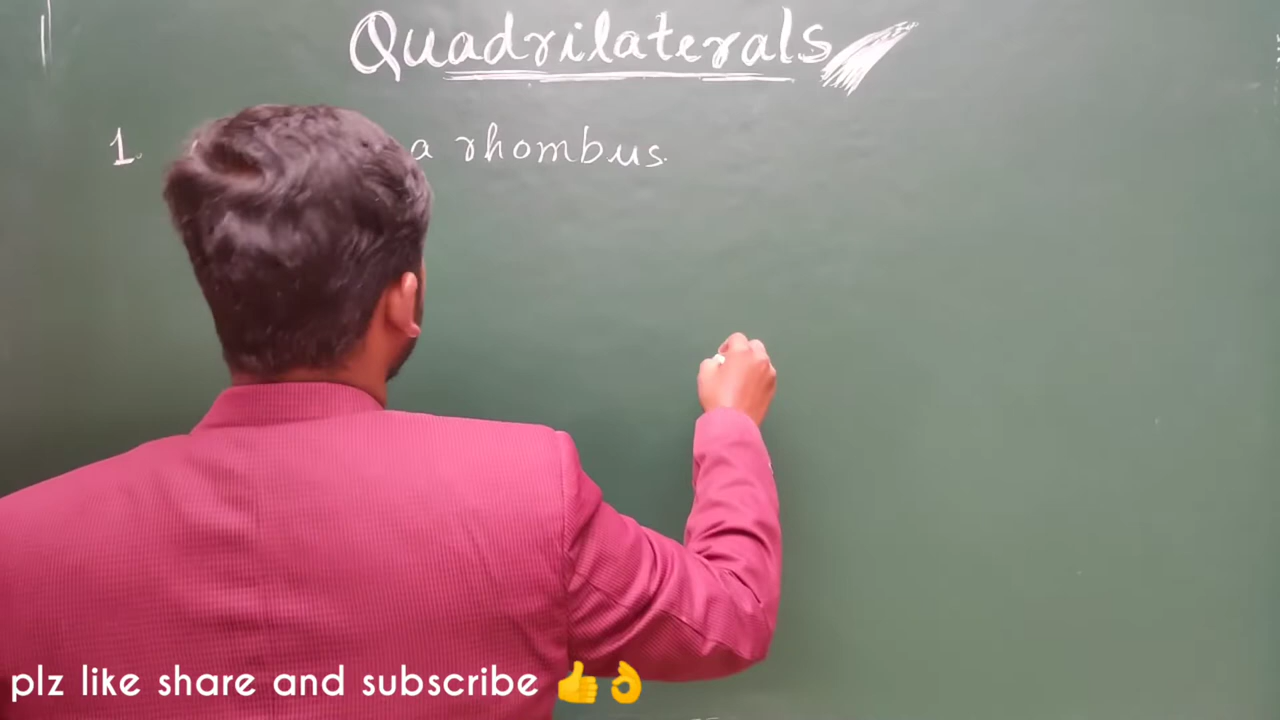 Quadrilaterals
1. a rhombus.
plz like share and subscribe 👍👌